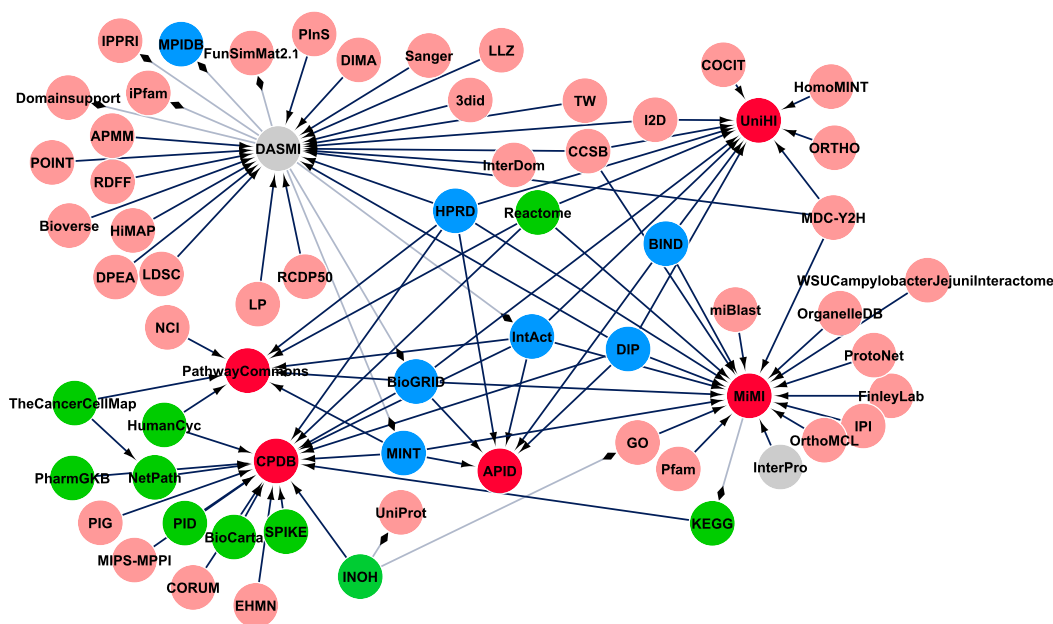 IPPRI
MPIDB
FunSimMat2.1
PInS
DIMA
Sanger
LLZ
COCIT
HomoMINT
Domainsupport
iPfam
3did
TW
I2D
UniHI
APMM
DASMI
CCSB
ORTHO
POINT
RDFF
InterDom
Bioverse
HiMAP
HPRD
Reactome
MDC-Y2H
BIND
DPEA
LDSC
RCDP50
LP
WSUCampylobacterJejuniInteractome
miBlast
OrganelleDB
NCI
IntAct
DIP
ProtoNet
PathwayCommons
BioGRID
MiMI
FinleyLab
TheCancerCellMap
HumanCyc
GO
OrthoMCL
IPI
PharmGKB
NetPath
CPDB
MINT
APID
Pfam
InterPro
PIG
PID
BioCarta
SPIKE
UniProt
KEGG
MIPS-MPPI
CORUM
EHMN
INOH